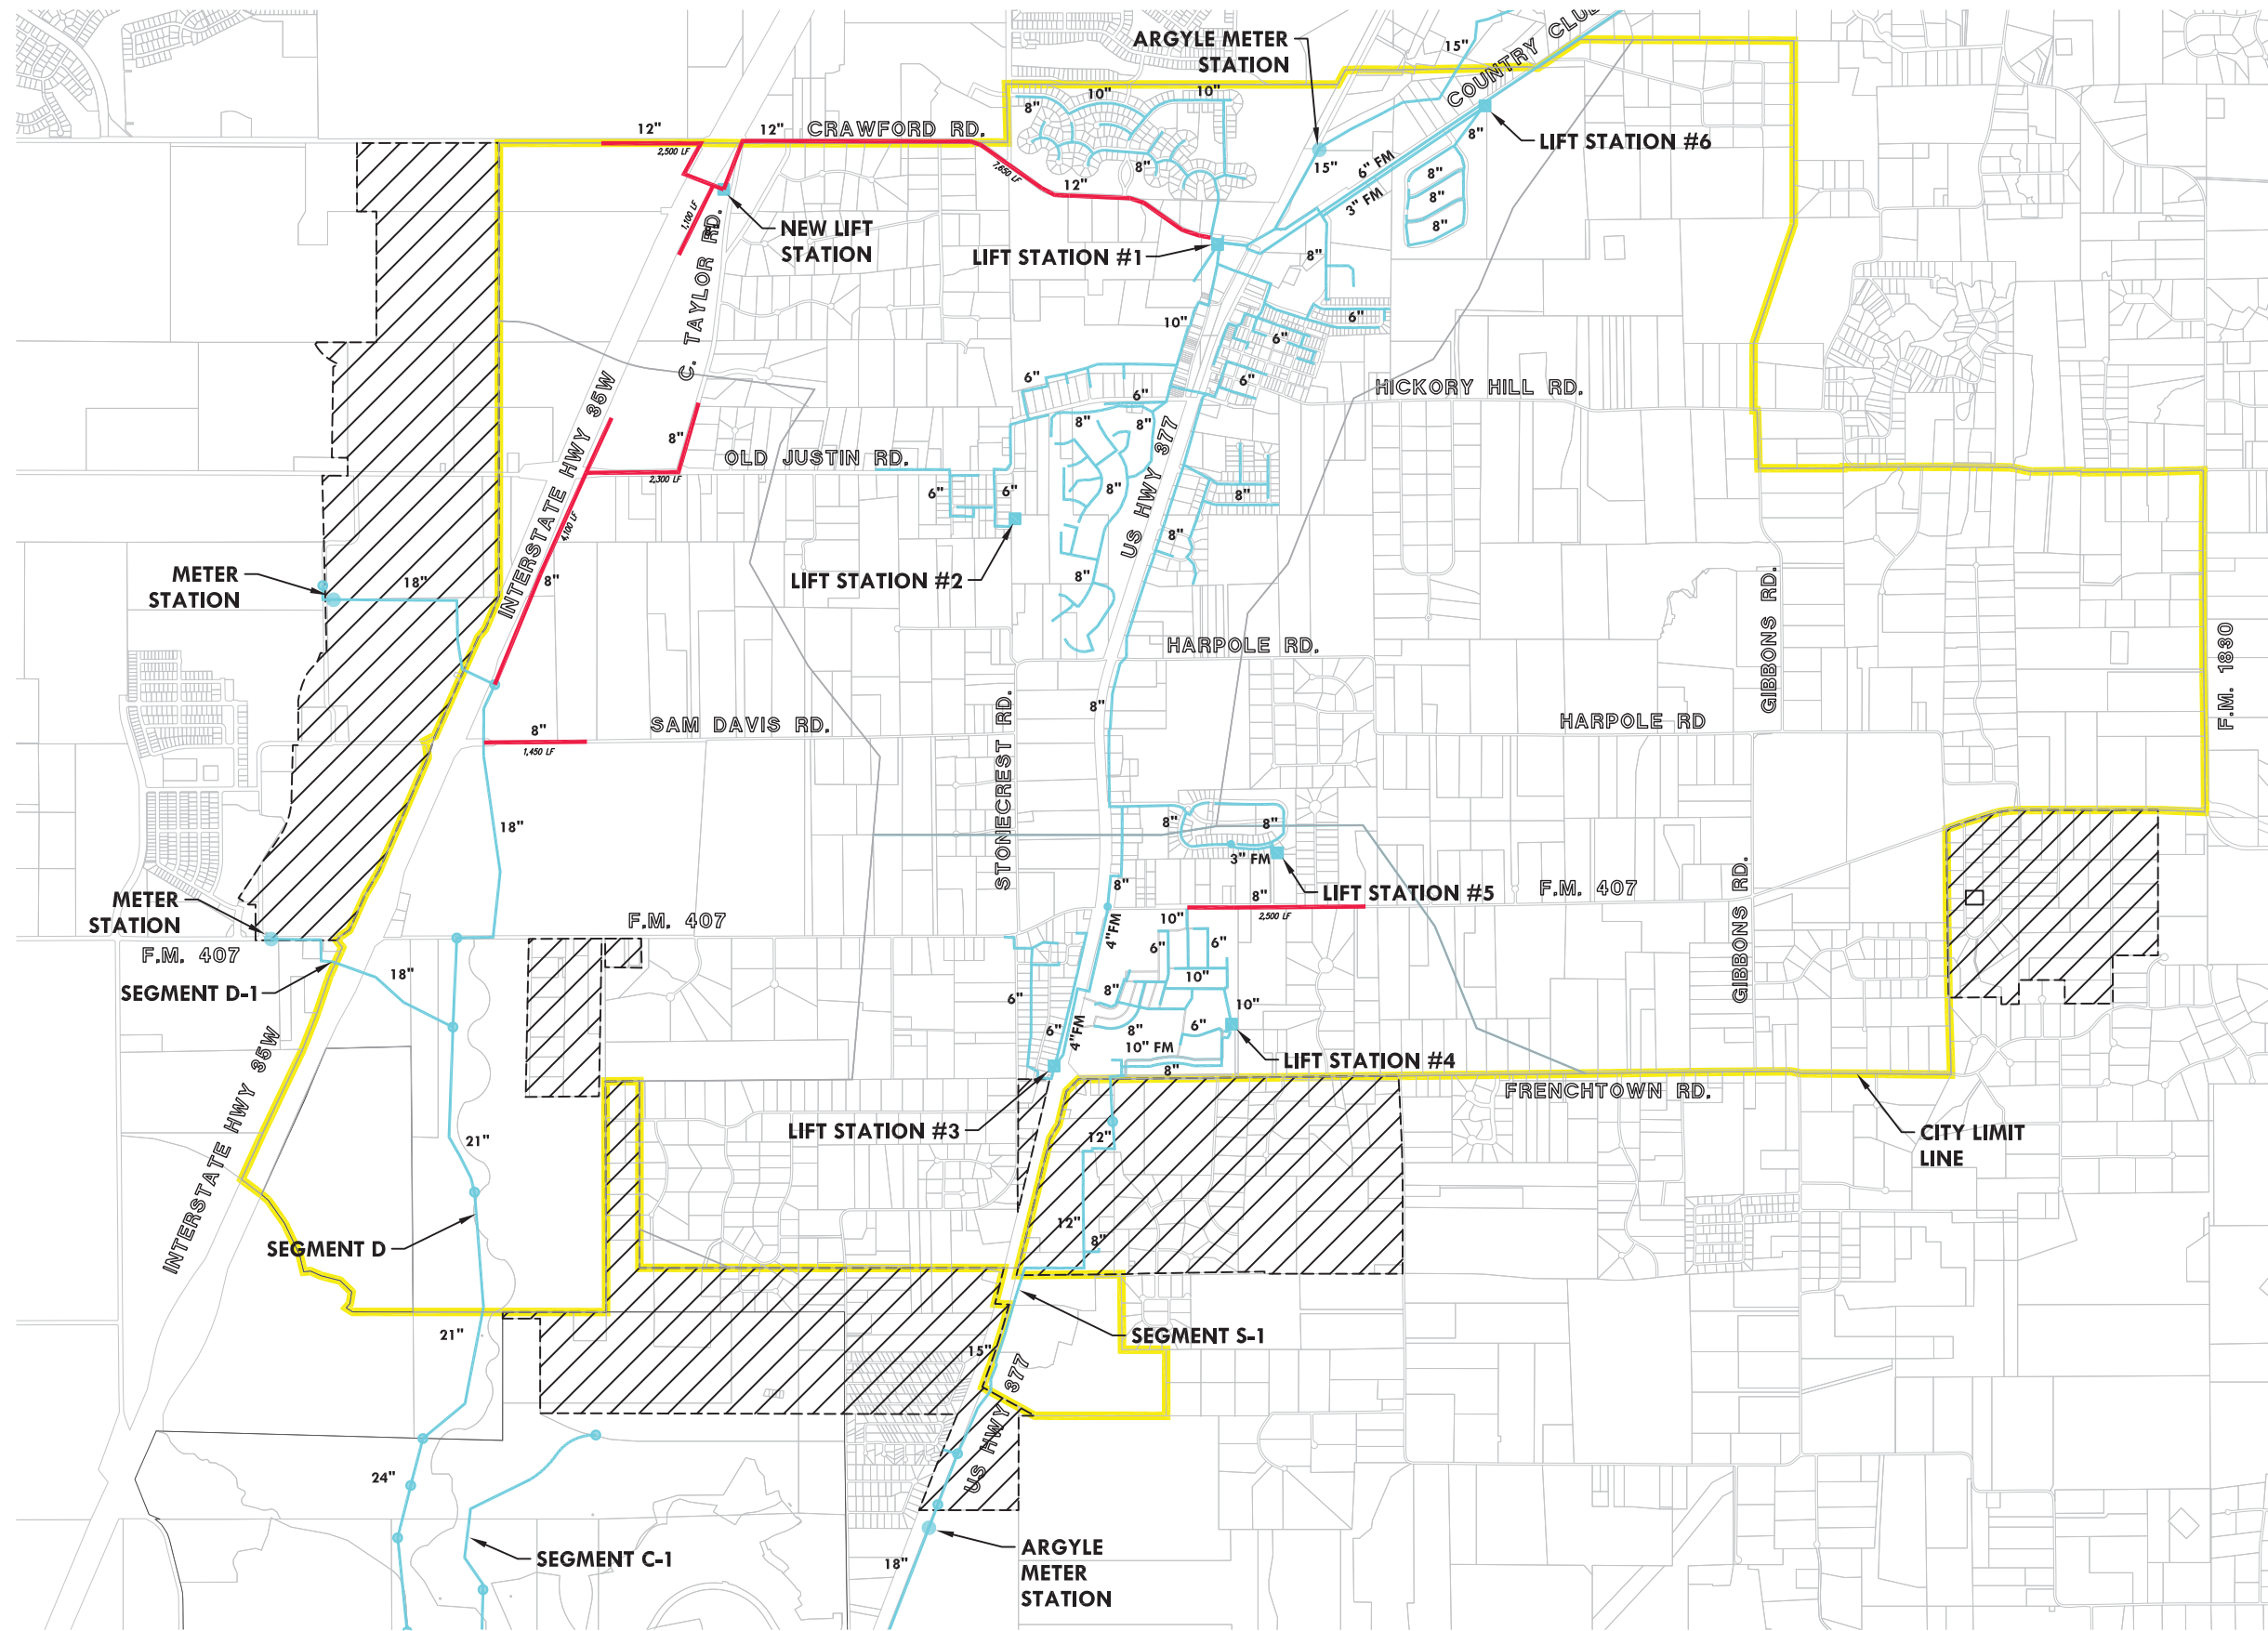 COUNTRY CLUB
ARGYLE METER
STATION
15"
10"
10"
8"
12"
12"
CRAWFORD RD.
2,500 LF
7,650 LF
12"
8"
15"
6" FM
3" FM
8"
LIFT STATION #6
8"
8"
8"
1,100 LF
NEW LIFT
STATION
LIFT STATION #1
8"
C. TAYLOR RD.
10"
6"
6"
6"
6"
6"
HICKORY HILL RD.
INTERSTATE HWY 35W
8"
8"
8"
OLD JUSTIN RD.
2,300 LF
US HWY 377
6"
6"
8"
8"
4,100 LF
8"
8"
METER
STATION
18"
8"
LIFT STATION #2
GIBBONS RD.
HARPOLE RD.
F.M. 1830
8"
STONECREST RD.
SAM DAVIS RD.
8"
1,450 LF
HARPOLE RD
18"
8"
8"
3" FM
LIFT STATION #5
8"
8"
2,500 LF
F.M. 407
GIBBONS RD.
METER
STATION
F.M. 407
F.M. 407
10"
4"FM
6"
6"
18"
SEGMENT D-1
10"
8"
6"
10"
6"
4"FM
8"
6"
10" FM
8"
LIFT STATION #4
INTERSTATE HWY 35W
FRENCHTOWN RD.
LIFT STATION #3
12"
21"
CITY LIMIT
LINE
12"
8"
SEGMENT D
21"
SEGMENT S-1
15"
US HWY 377
24"
SEGMENT C-1
18"
ARGYLE
METER
STATION